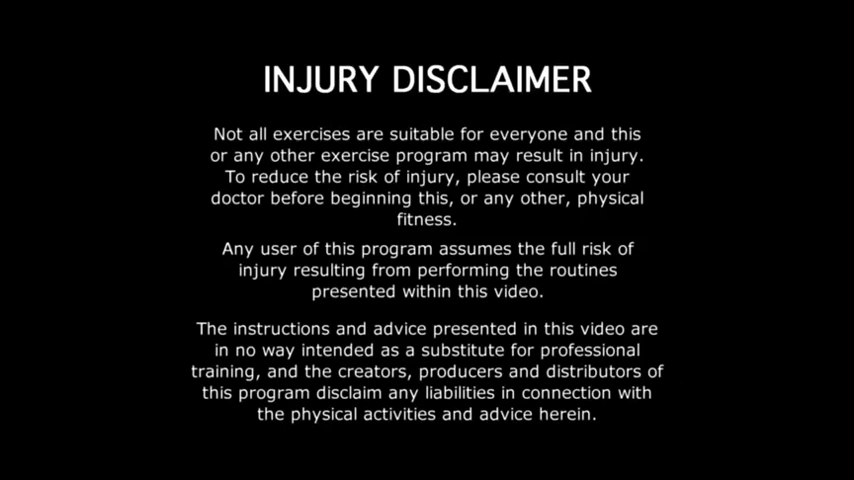 INJURY DISCLAIMER
Not all exercises are suitable for everyone and this
or any other exercise program may result in injury.
To reduce the risk of injury, please consult your
doctor before beginning this, or any other, physical
fitness.
Any user of this program assumes the full risk of
injury resulting from performing the routines
presented within this video.
The instructions and advice presented in this video are
in no way intended as a substitute for professional
training, and the creators, producers and distributors of
this program disclaim any liabilities in connection with
the physical activities and advice herein.